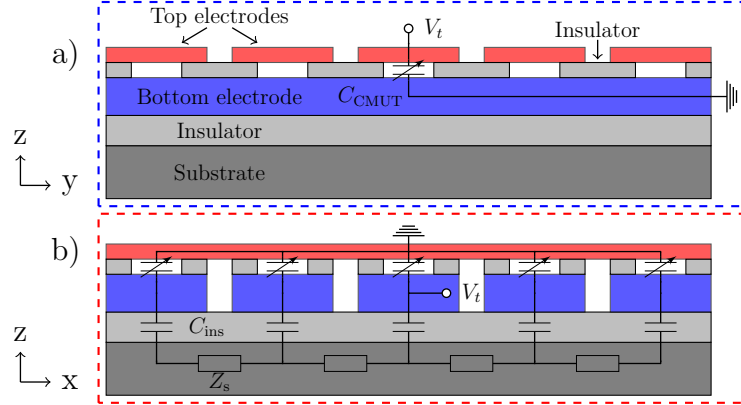 Top electrodes
V_t
Insulator
a)
Bottom electrode
C_CMUT
Insulator
Substrate
z
y
b)
V_t
C_ins
Z_s
z
x